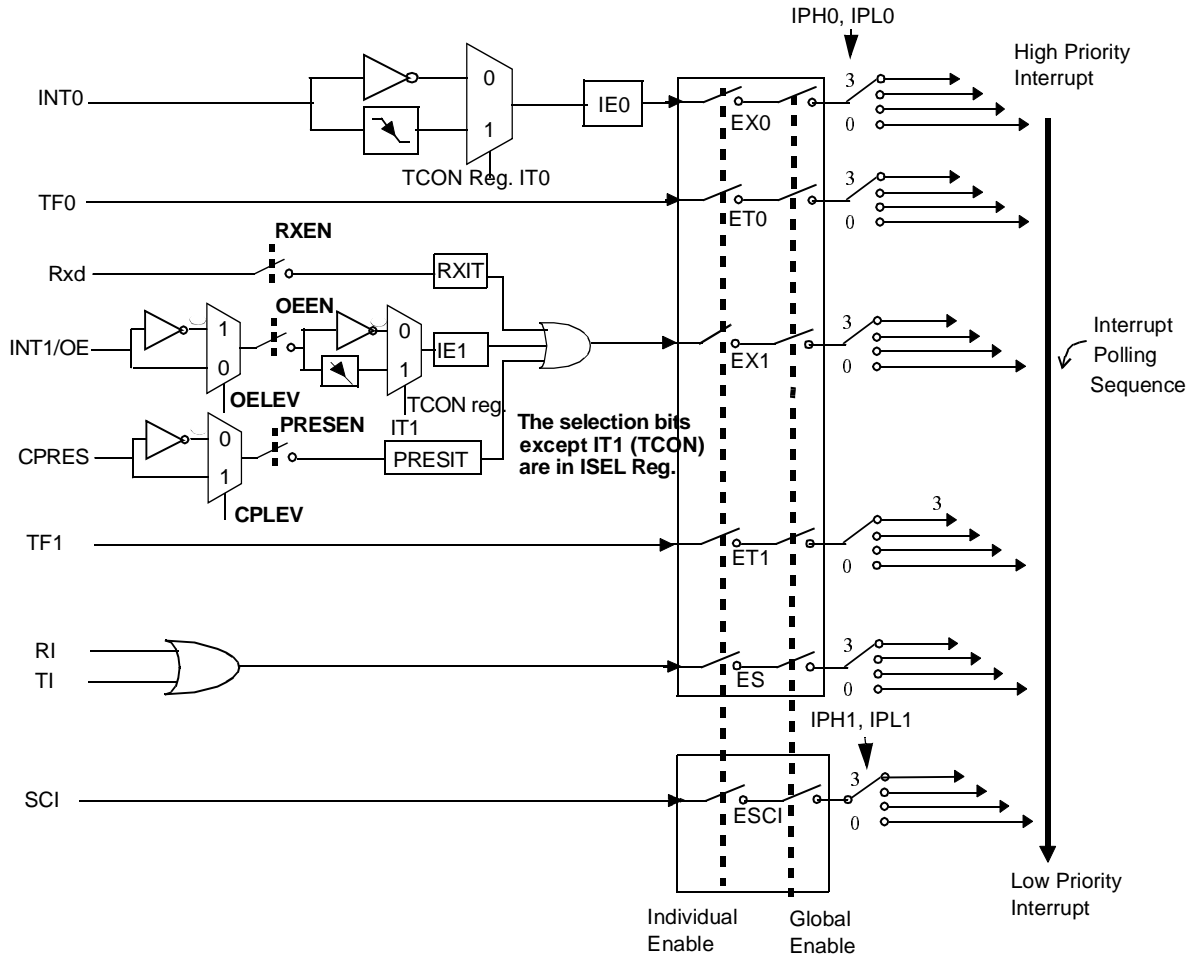 IPH0, IPL0
High Priority
Interrupt
INT0
0
1
IE0
EX0
3
0
TCON Reg. IT0
TF0
ET0
3
0
RXEN
Rxd
RXIT
OEEN
INT1/OE
1
0
0
1
IE1
EX1
3
0
Interrupt
Polling
Sequence
OELEV
TCON reg.
IT1
PRESEN
CPRES
0
1
PRESIT
The selection bits
except IT1 (TCON)
are in ISEL Reg.
CPLEV
TF1
ET1
3
0
RI
TI
ES
3
0
IPH1, IPL1
SCI
ESCI
3
0
Low Priority
Interrupt
Individual
Enable
Global
Enable